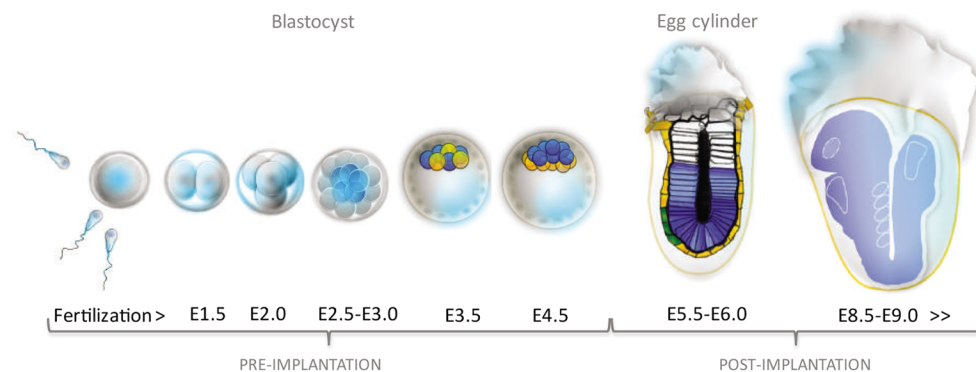 Blastocyst Egg cylinder
Fertilization > E1.5 E2.0 E2.5-E3.0 E3.5 E4.5 E5.5-E6.0 E8.5-E9.0 >>
PRE-IMPLANTATION POST-IMPLANTATION